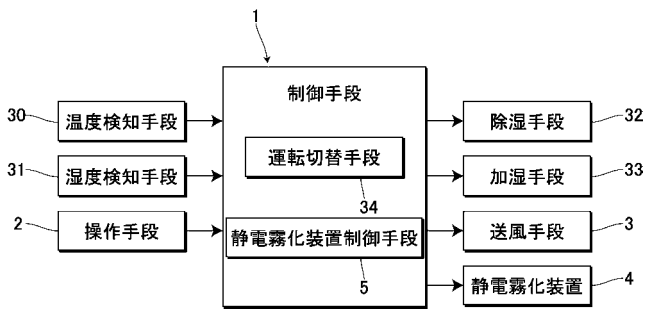 1
制御手段
30
温度検知手段
除湿手段
32
運転切替手段
31
湿度検知手段
加湿手段
33
34
2
操作手段
静電霧化装置制御手段
送風手段
3
5
静電霧化装置
4